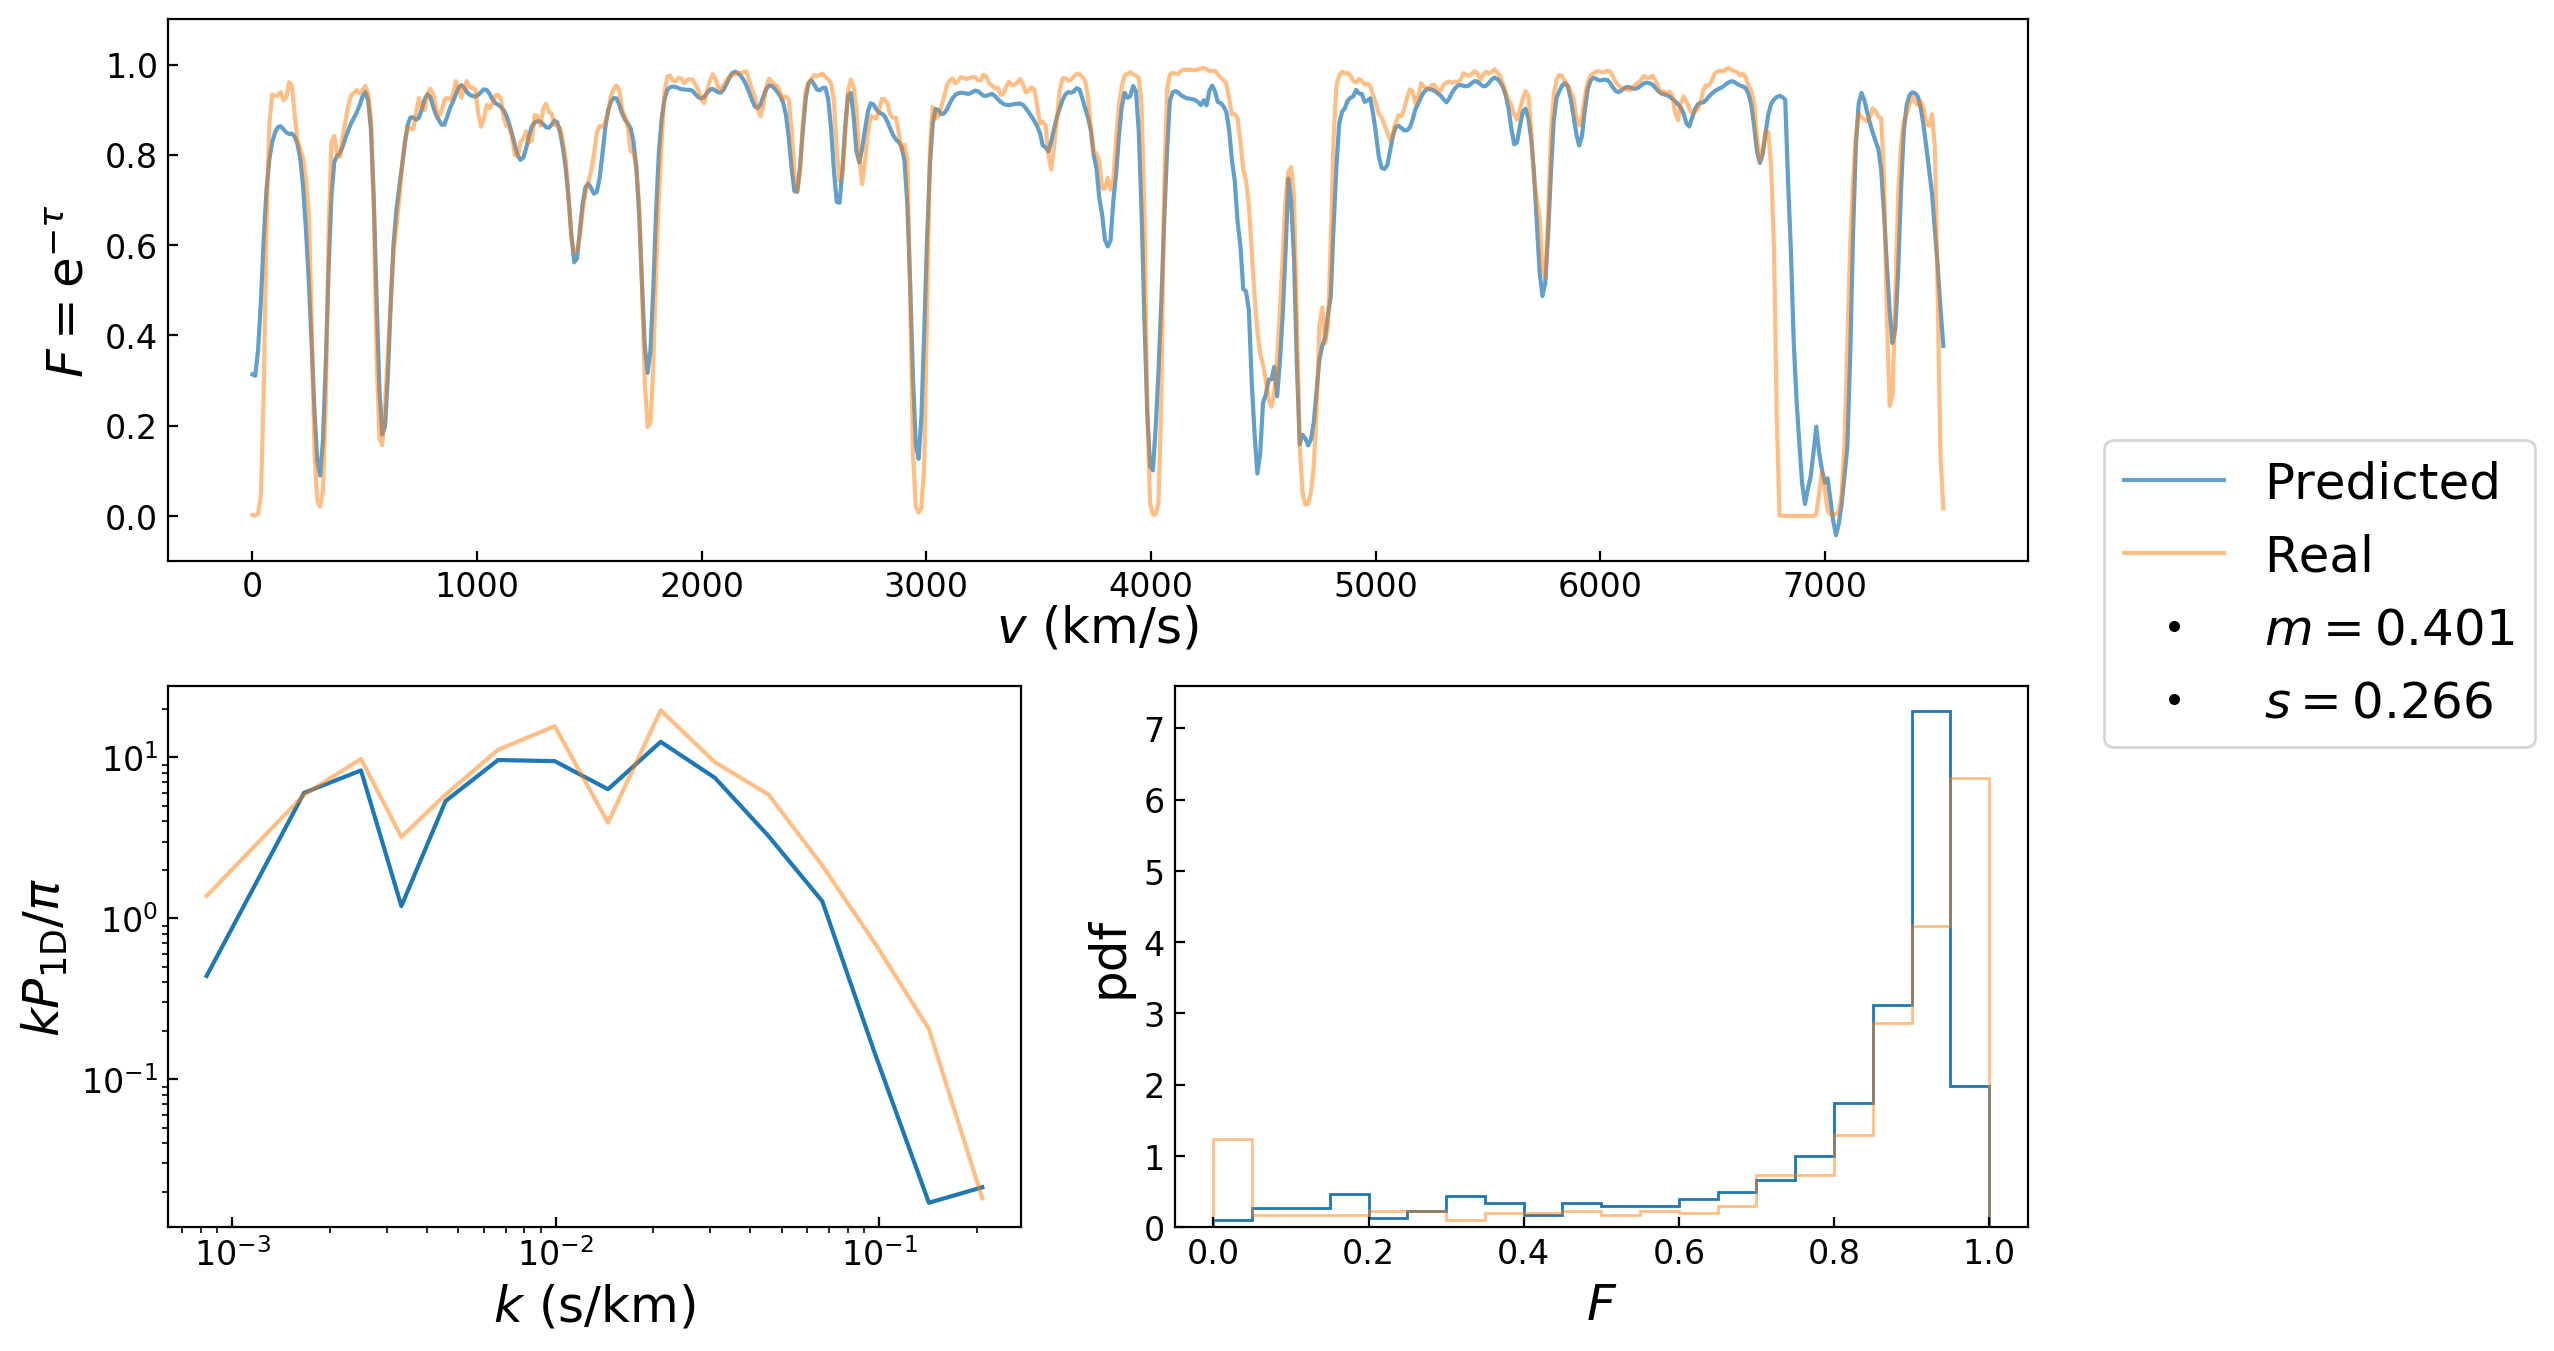 1.0
0.8
0.6
0.4
0.2
0.0
F = e^{−τ}
0 1000 2000 3000 4000 5000 6000 7000
v (km/s)
Predicted
Real
m = 0.401
s = 0.266
10^1
10^0
10^{−1}
kP_{1D}/π
10^{−3} 10^{−2} 10^{−1}
k (s/km)
7
6
5
4
3
2
1
0
pdf
0.0 0.2 0.4 0.6 0.8 1.0
F